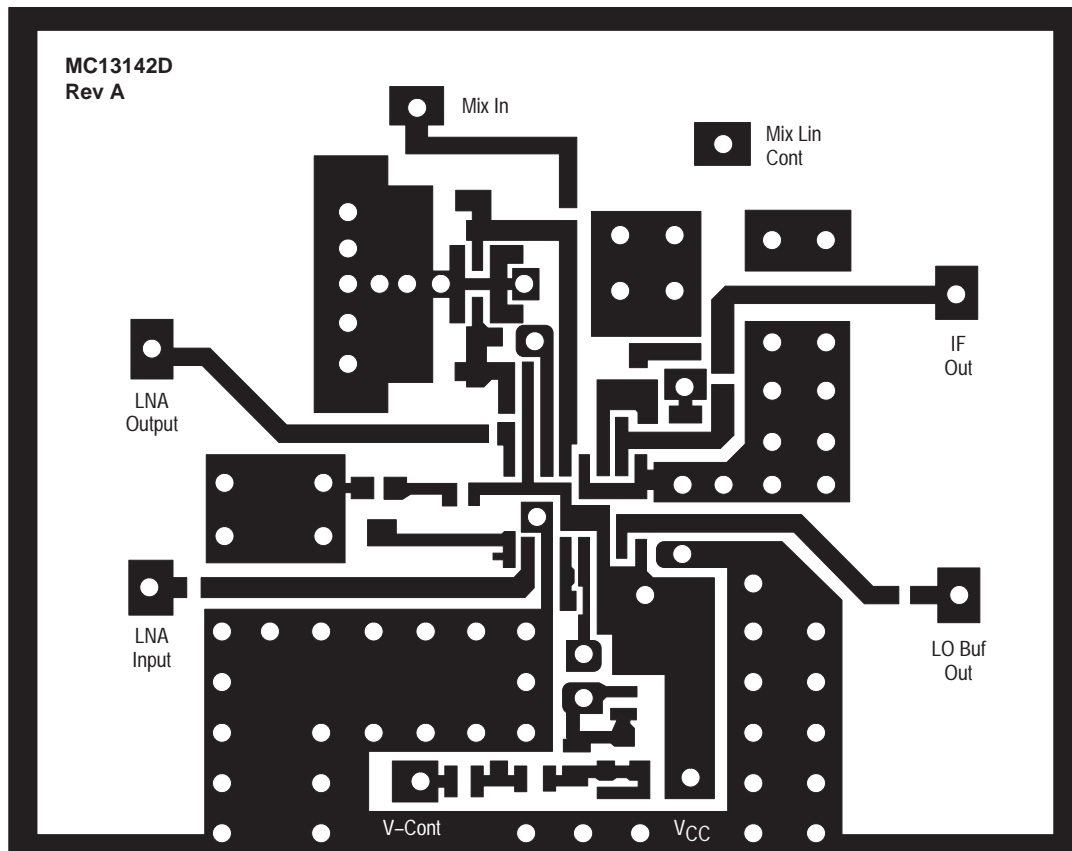 MC13142D
Rev A
Mix In
Mix Lin
Cont
IF
Out
LNA
Output
LNA
Input
LO Buf
Out
V–Cont
VCC